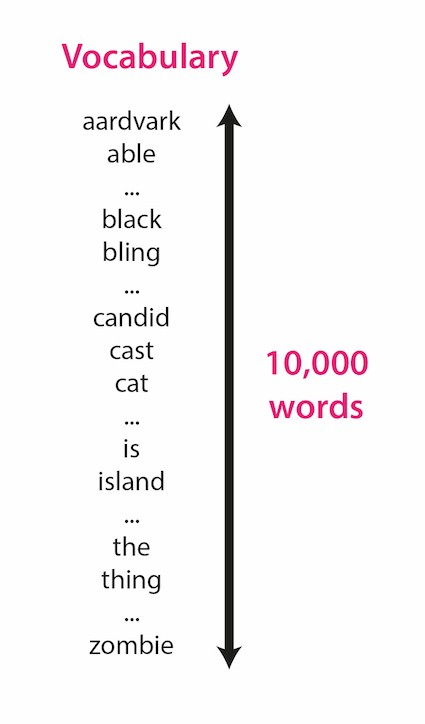 Vocabulary
aardvark
able
...
black
bling
...
candid
cast
cat
...
is
island
...
the
thing
...
zombie
10,000
words